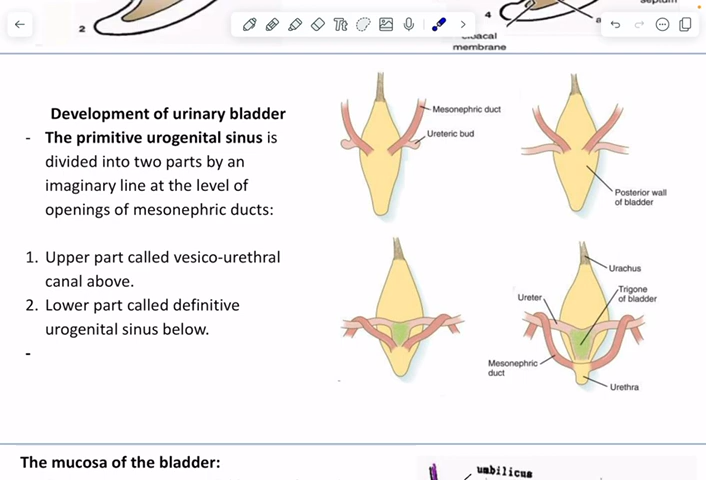 2
4
membrane
Development of urinary bladder
- The primitive urogenital sinus is
divided into two parts by an
imaginary line at the level of
openings of mesonephric ducts:
1. Upper part called vesico-urethral
canal above.
2. Lower part called definitive
urogenital sinus below.
-
Mesonephric duct
Ureteric bud
Posterior wall
of bladder
Urachus
Trigone
of bladder
Ureter
Mesonephric
duct
Urethra
The mucosa of the bladder:
umbilicus